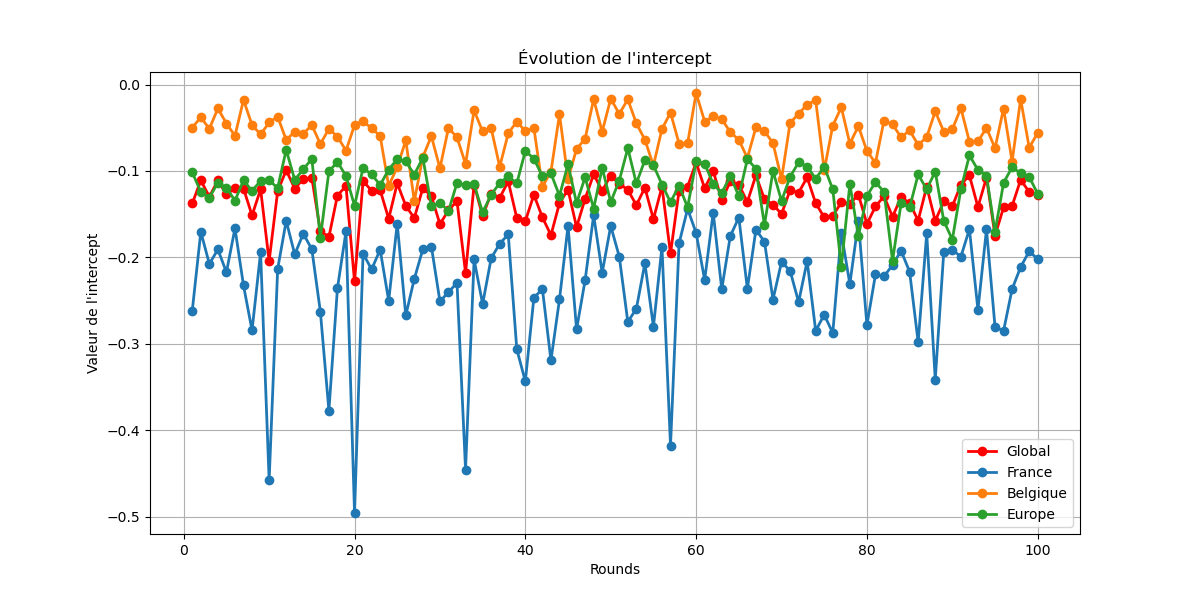 Évolution de l'intercept
Valeur de l'intercept
0.0
−0.1
−0.2
−0.3
−0.4
−0.5
0
20
40
60
80
100
Rounds
Global
France
Belgique
Europe